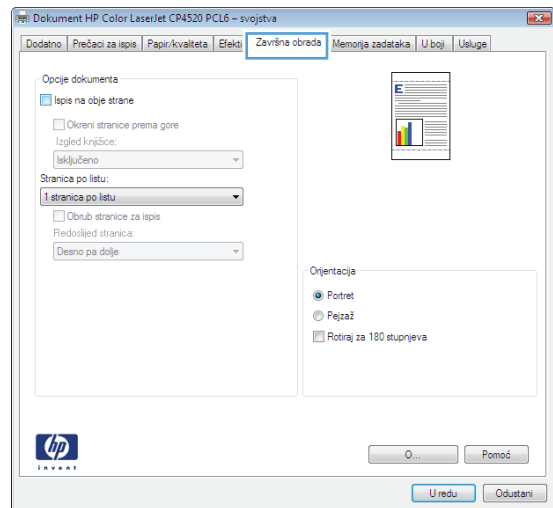 Dokument HP Color LaserJet CP4520 PCL6 – svojstva
Dodatno Prečaci za ispis Papir/kvaliteta Efekti Završna obrada Memorija zadataka U boji Usluge
Opcije dokumenta
Ispis na obje strane
Okreni stranice prema gore
Izgled knjižice:
Isključeno
Stranica po listu:
1 stranica po listu
Obrub stranice za ispis
Redoslijed stranica:
Desno pa dolje
E
Orijentacija
Portret
Pejzaž
Rotiraj za 180 stupnjeva
hp
invent
O...
Pomoć
U redu
Odustani